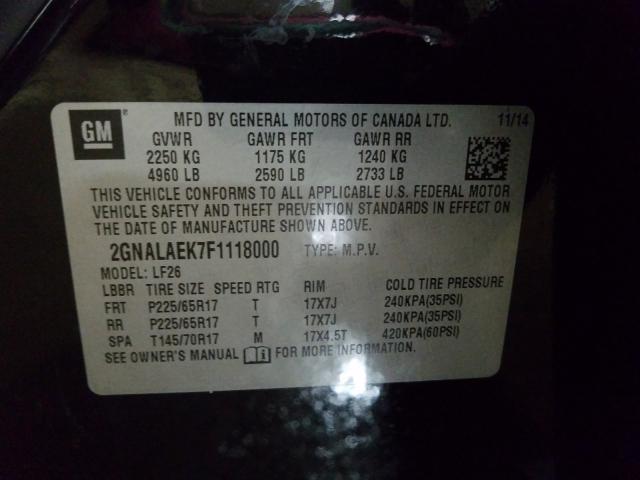 GM ® MFD BY GENERAL MOTORS OF CANADA LTD. 11/14
GVWR GAWR FRT GAWR RR
2250 KG 1175 KG 1240 KG
4960 LB 2590 LB 2733 LB
THIS VEHICLE CONFORMS TO ALL APPLICABLE U.S. FEDERAL MOTOR
VEHICLE SAFETY AND THEFT PREVENTION STANDARDS IN EFFECT ON
THE DATE OF MANUFACTURE SHOWN ABOVE.
2GNALAEK7F1118000 TYPE: M.P.V.
MODEL: LF26
LBBR TIRE SIZE SPEED RTG RIM COLD TIRE PRESSURE
FRT P225/65R17 T 17X7J 240KPA(35PSI)
RR P225/65R17 T 17X7J 240KPA(35PSI)
SPA T145/70R17 M 17X4.5T 420KPA(60PSI)
SEE OWNER'S MANUAL i FOR MORE INFORMATION.